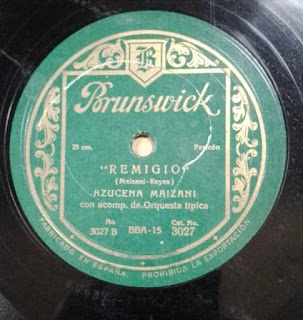 B
Brunswick
25 cm. Pericón
"REMIGIO"
(Maizani-Reyes)
AZUCENA MAIZANI
con acomp. de Orquesta típica
No Cat. No.
3027 B BBA-15 3027
FABRICADO EN ESPAÑA. PROHIBIDA LA EXPORTACIÓN